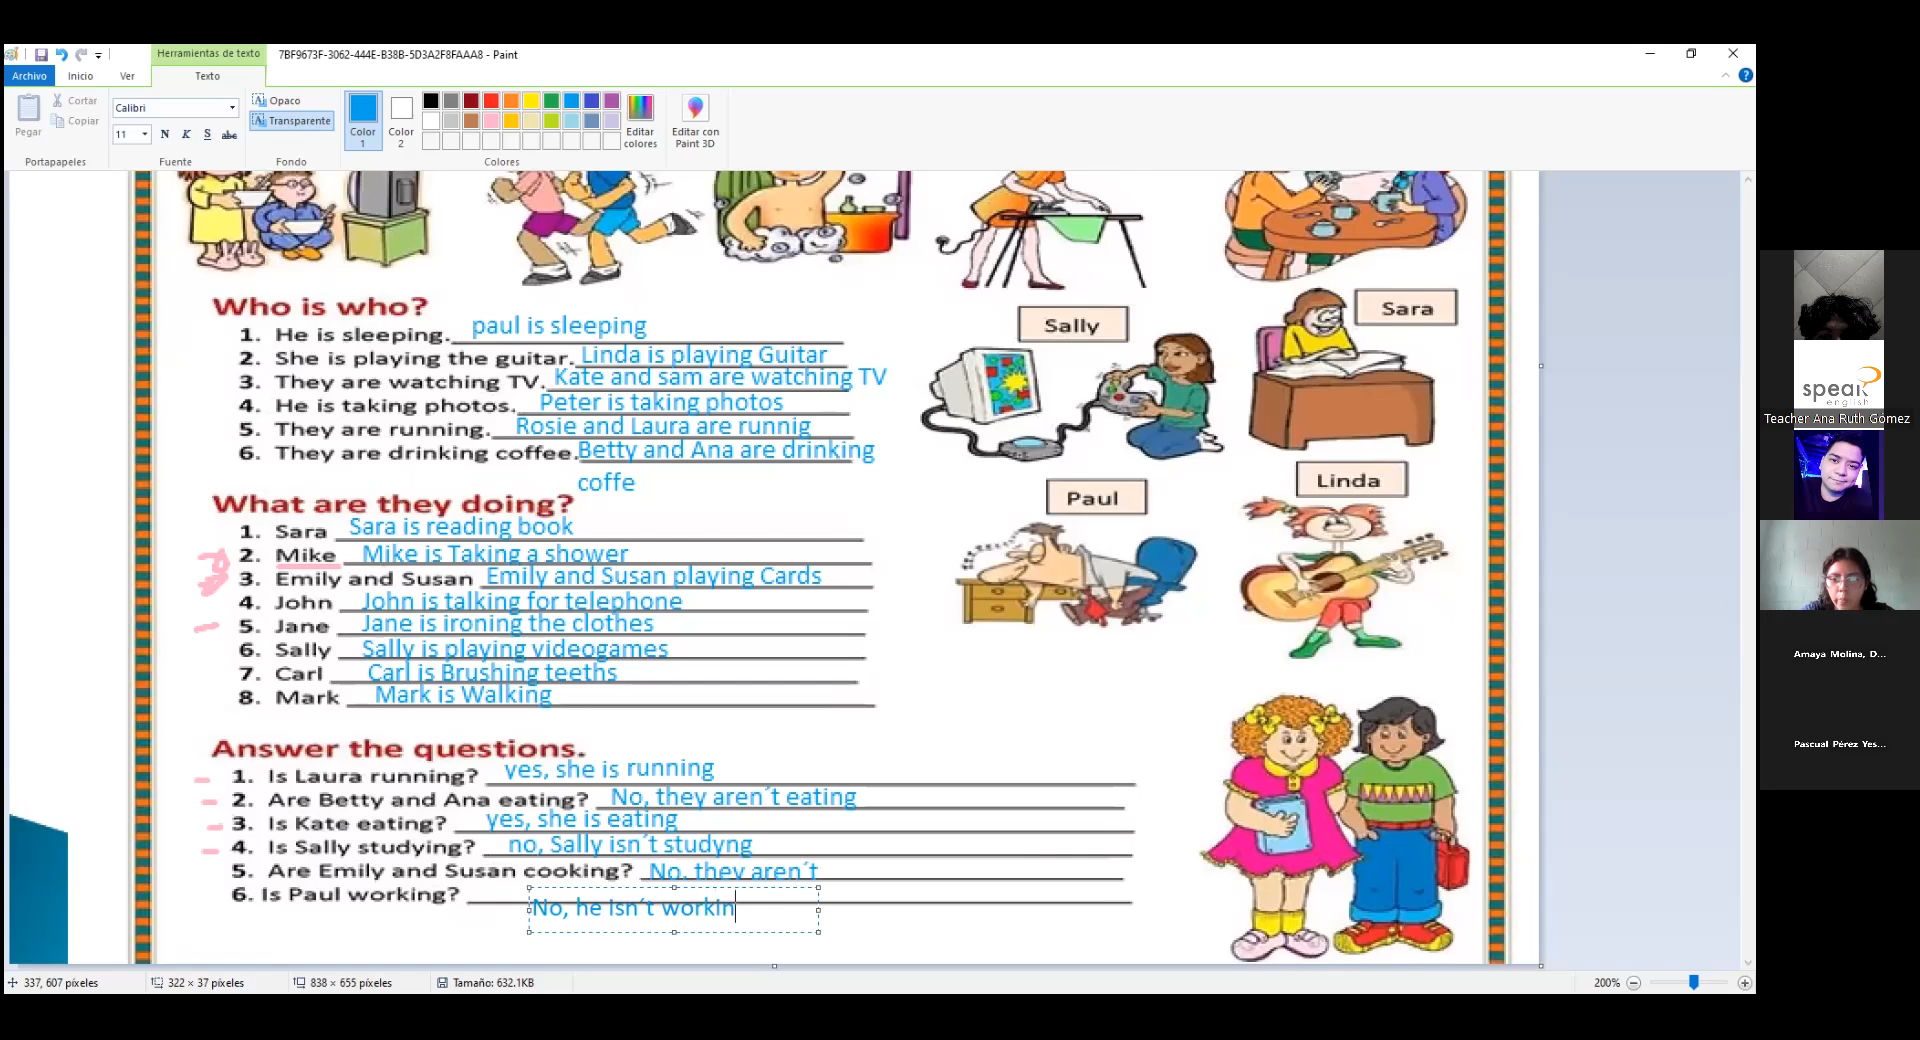 Herramientas de texto
7BF9673F-3062-444E-B38B-5D3A2F8FAAA8 - Paint
Archivo Inicio Ver Texto
Pegar
Cortar
Copiar
Calibri
11 N K S abc
Opaco
Transparente
Color 1
Color 2
Editar colores
Editar con Paint 3D
Portapapeles Fuente Fondo Colores
Who is who?
1. He is sleeping. paul is sleeping
2. She is playing the guitar. Linda is playing Guitar
3. They are watching TV. Kate and sam are watching TV
4. He is taking photos. Peter is taking photos
5. They are running. Rosie and Laura are runnig
6. They are drinking coffee. Betty and Ana are drinking
coffe
What are they doing?
1. Sara Sara is reading book
2. Mike Mike is Taking a shower
3. Emily and Susan Emily and Susan playing Cards
4. John John is talking for telephone
5. Jane Jane is ironing the clothes
6. Sally Sally is playing videogames
7. Carl Carl is Brushing teeths
8. Mark Mark is Walking
Answer the questions.
1. Is Laura running? yes, she is running
2. Are Betty and Ana eating? No, they aren´t eating
3. Is Kate eating? yes, she is eating
4. Is Sally studying? no, Sally isn´t studyng
5. Are Emily and Susan cooking? No, they aren´t
6. Is Paul working?
No, he isn´t workin
Sally
Sara
Paul
Linda
337, 607 píxeles
322 × 37 píxeles
838 × 655 píxeles
Tamaño: 632.1KB
200%
speak
english
Teacher Ana Ruth Gómez
Amaya Molina, D...
Pascual Pérez Yes...